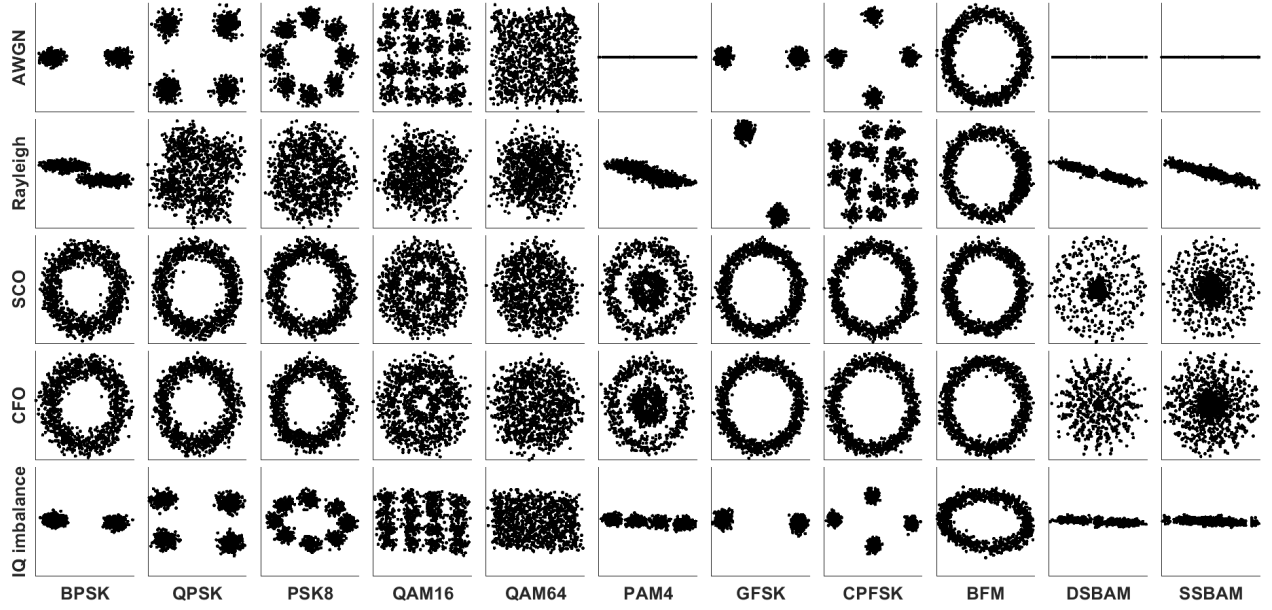 AWGN
Rayleigh
SCO
CFO
IQ imbalance
BPSK QPSK PSK8 QAM16 QAM64 PAM4 GFSK CPFSK BFM DSBAM SSBAM